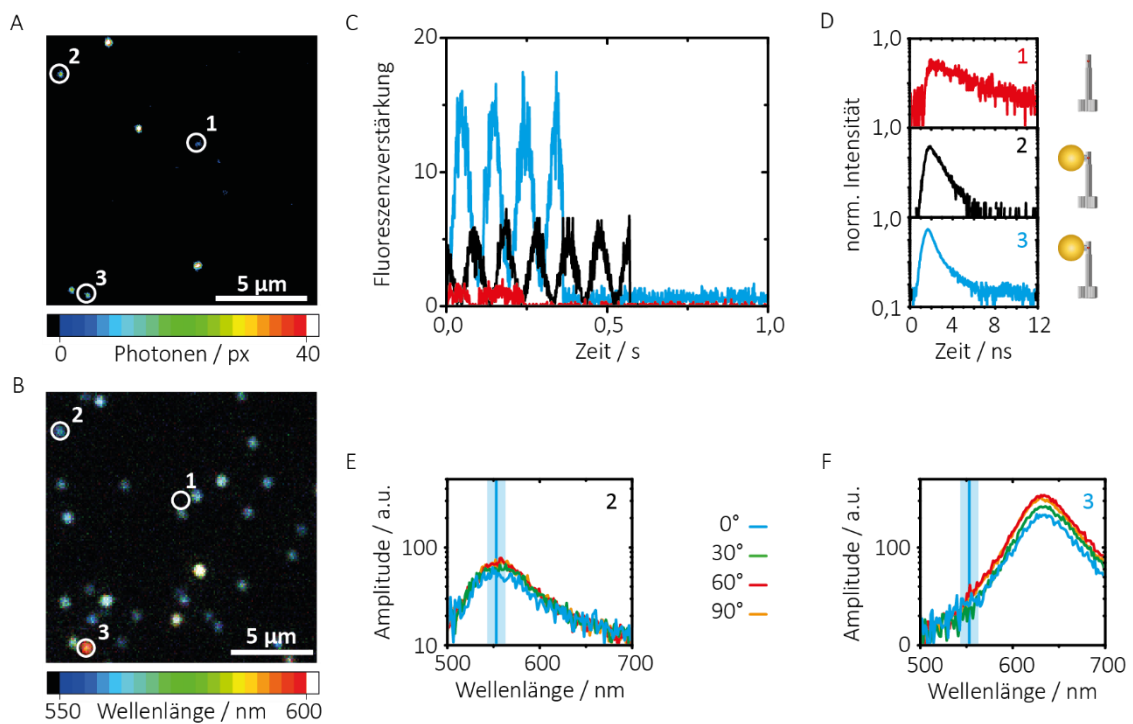 A
2
1
3
5 µm
0
40
Photonen / px
B
2
1
3
5 µm
550
Wellenlänge / nm
600
C
Fluoreszenzverstärkung
20
15
10
5
0
0,0
0,5
1,0
Zeit / s
D
norm. Intensität
1,0
1
1,0
2
1,0
3
0,1
0
4
8
12
Zeit / ns
E
Amplitude / a.u.
100
10
2
500
600
700
Wellenlänge / nm
0°
30°
60°
90°
F
Amplitude / a.u.
100
0
3
500
600
700
Wellenlänge / nm